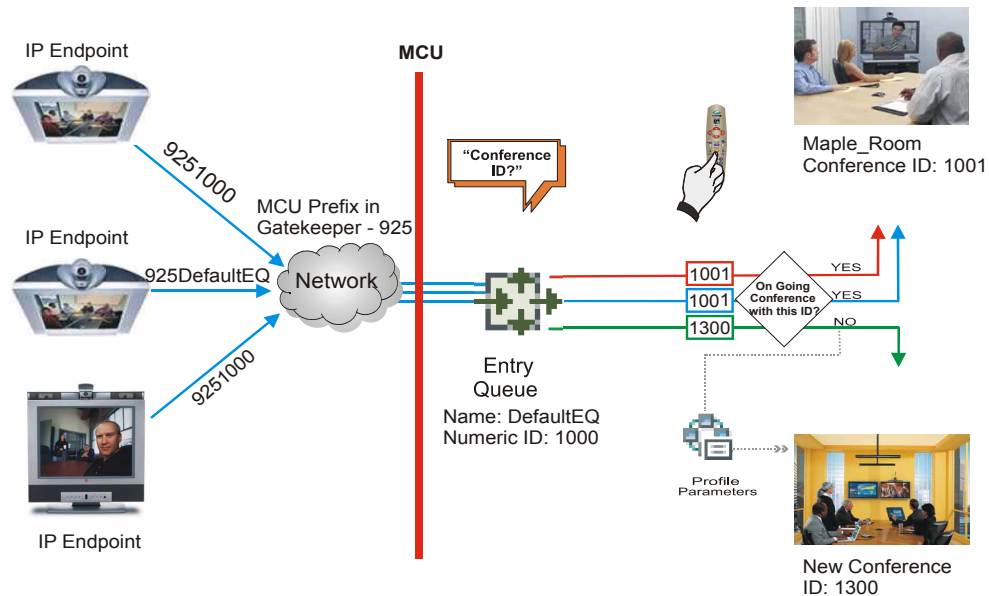 IP Endpoint
MCU
9251000
"Conference
ID?"
Maple_Room
Conference ID: 1001
MCU Prefix in
Gatekeeper - 925
IP Endpoint
925DefaultEQ
Network
1001
YES
On Going
Conference
with this ID?
1001
YES
1300
NO
9251000
Entry
Queue
Name: DefaultEQ
Numeric ID: 1000
Profile
Parameters
IP Endpoint
New Conference
ID: 1300